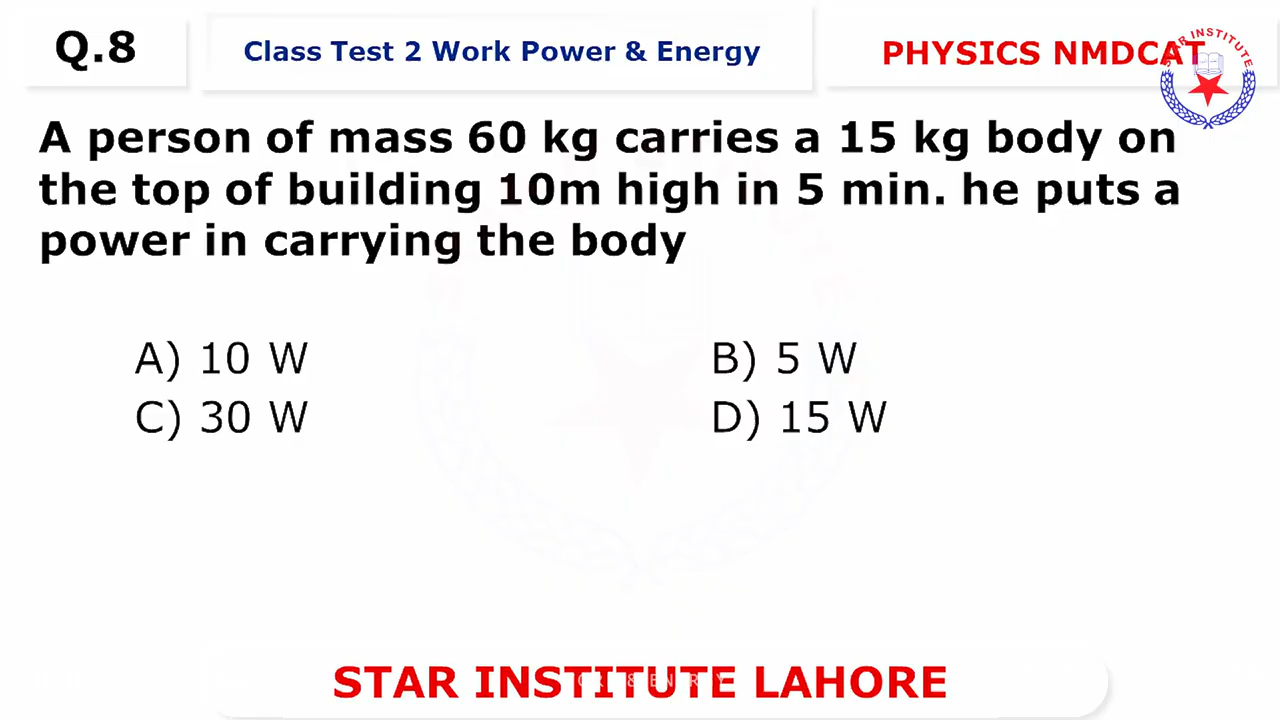 Q.8
Class Test 2 Work Power & Energy
PHYSICS NMDCAT
STAR INSTITUTE
A person of mass 60 kg carries a 15 kg body on
the top of building 10m high in 5 min. he puts a
power in carrying the body
A) 10 W
B) 5 W
C) 30 W
D) 15 W
STAR INSTITUTE LAHORE